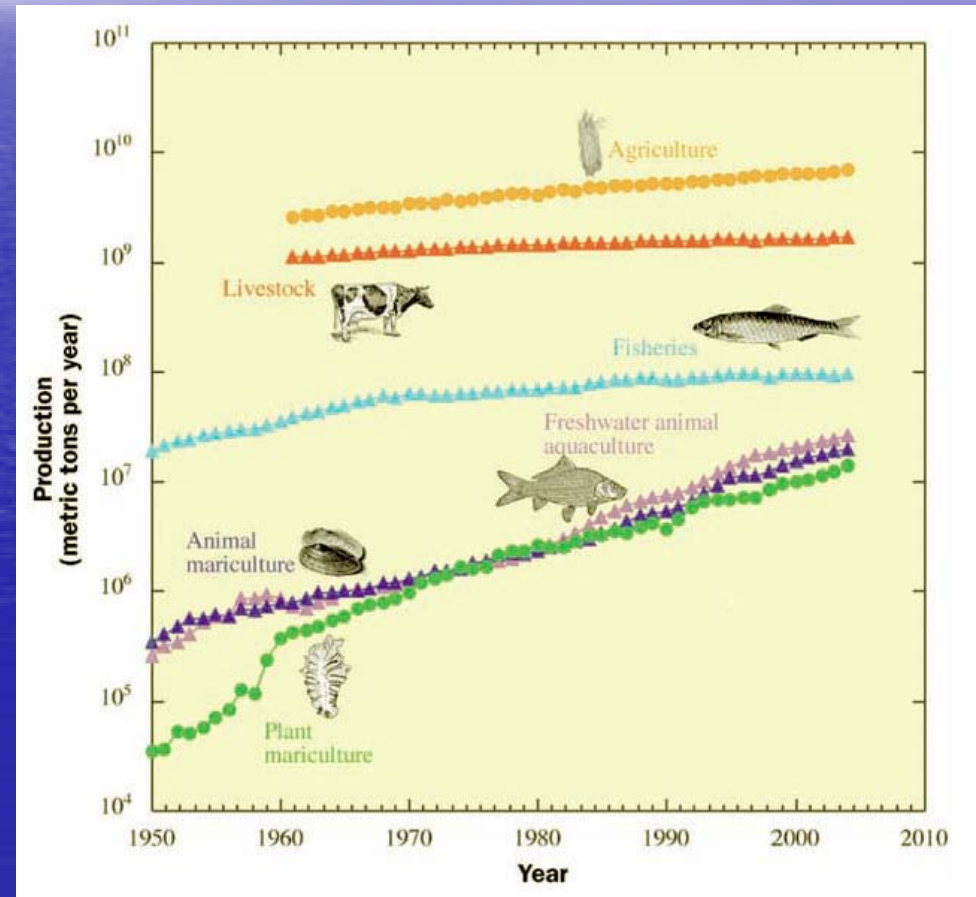 10¹¹
10¹⁰
10⁹
10⁸
10⁷
10⁶
10⁵
10⁴
Production
(metric tons per year)
Agriculture
Livestock
Fisheries
Freshwater animal
aquaculture
Animal
mariculture
Plant
mariculture
1950 1960 1970 1980 1990 2000 2010
Year